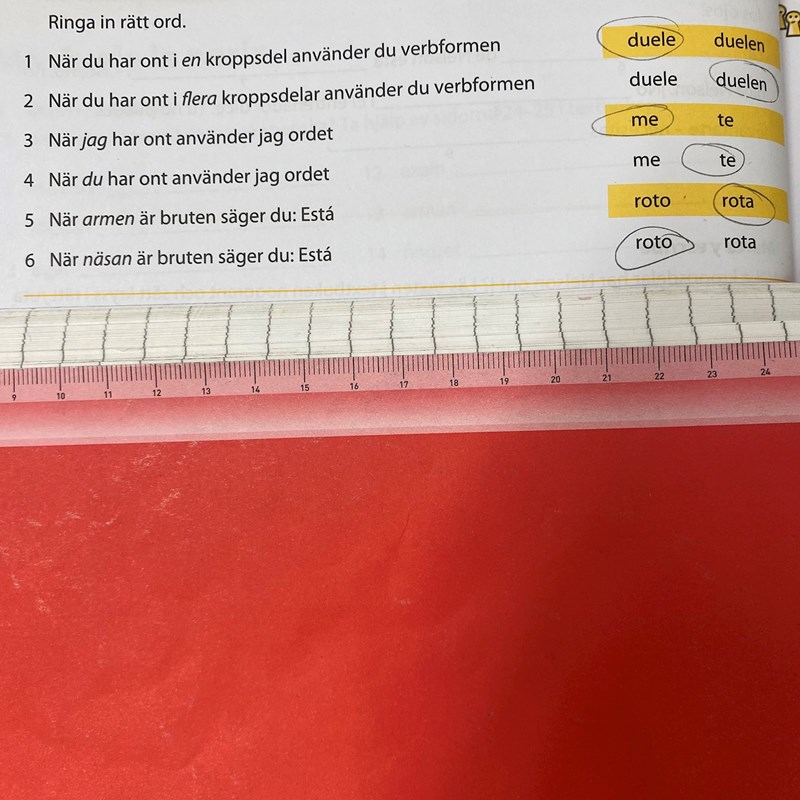 Ringa in rätt ord.
1 När du har ont i en kroppsdel använder du verbformen duele duelen
2 När du har ont i flera kroppsdelar använder du verbformen duele duelen
3 När jag har ont använder jag ordet me te
4 När du har ont använder jag ordet me te
5 När armen är bruten säger du: Está roto rota
6 När näsan är bruten säger du: Está roto rota
9 10 11 12 13 14 15 16 17 18 19 20 21 22 23 24